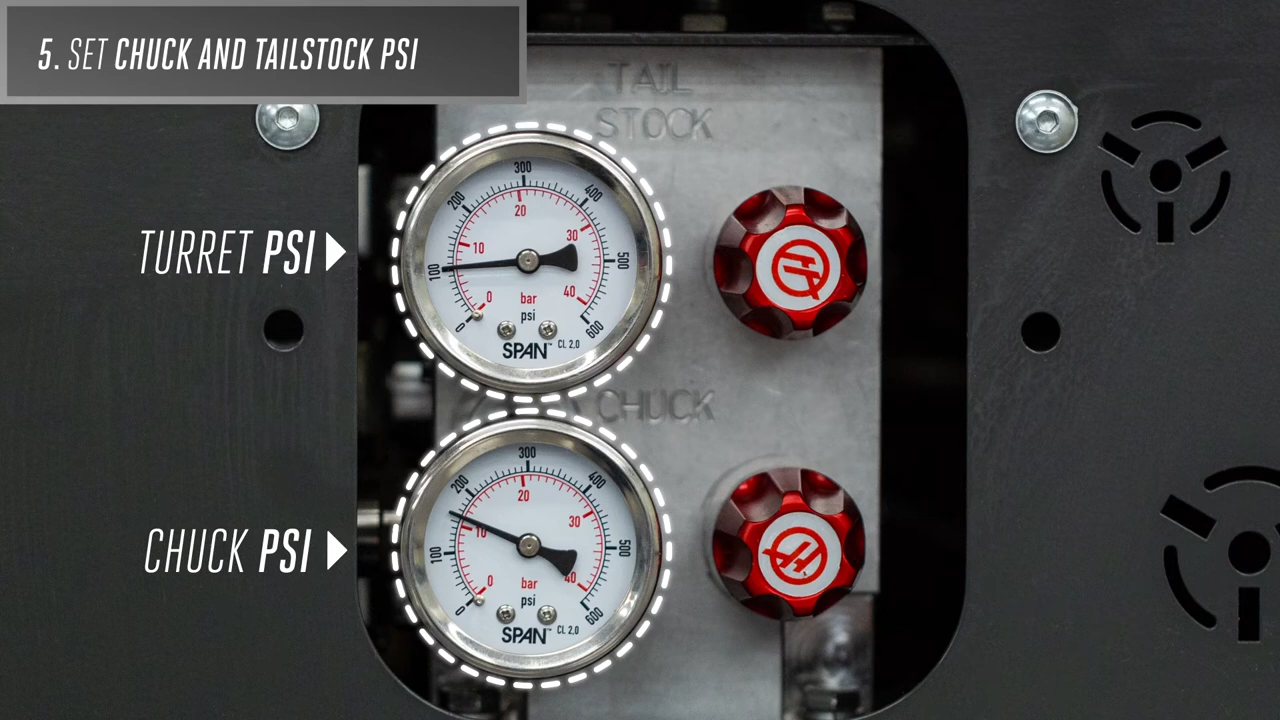 5. SET CHUCK AND TAILSTOCK PSI
TAIL
STOCK
TURRET PSI
0
100
200
300
400
500
600
0
10
20
30
40
bar
psi
SPAN™ Cl. 2,0
CHUCK
CHUCK PSI
0
100
200
300
400
500
600
0
10
20
30
40
bar
psi
SPAN™ Cl. 2,0